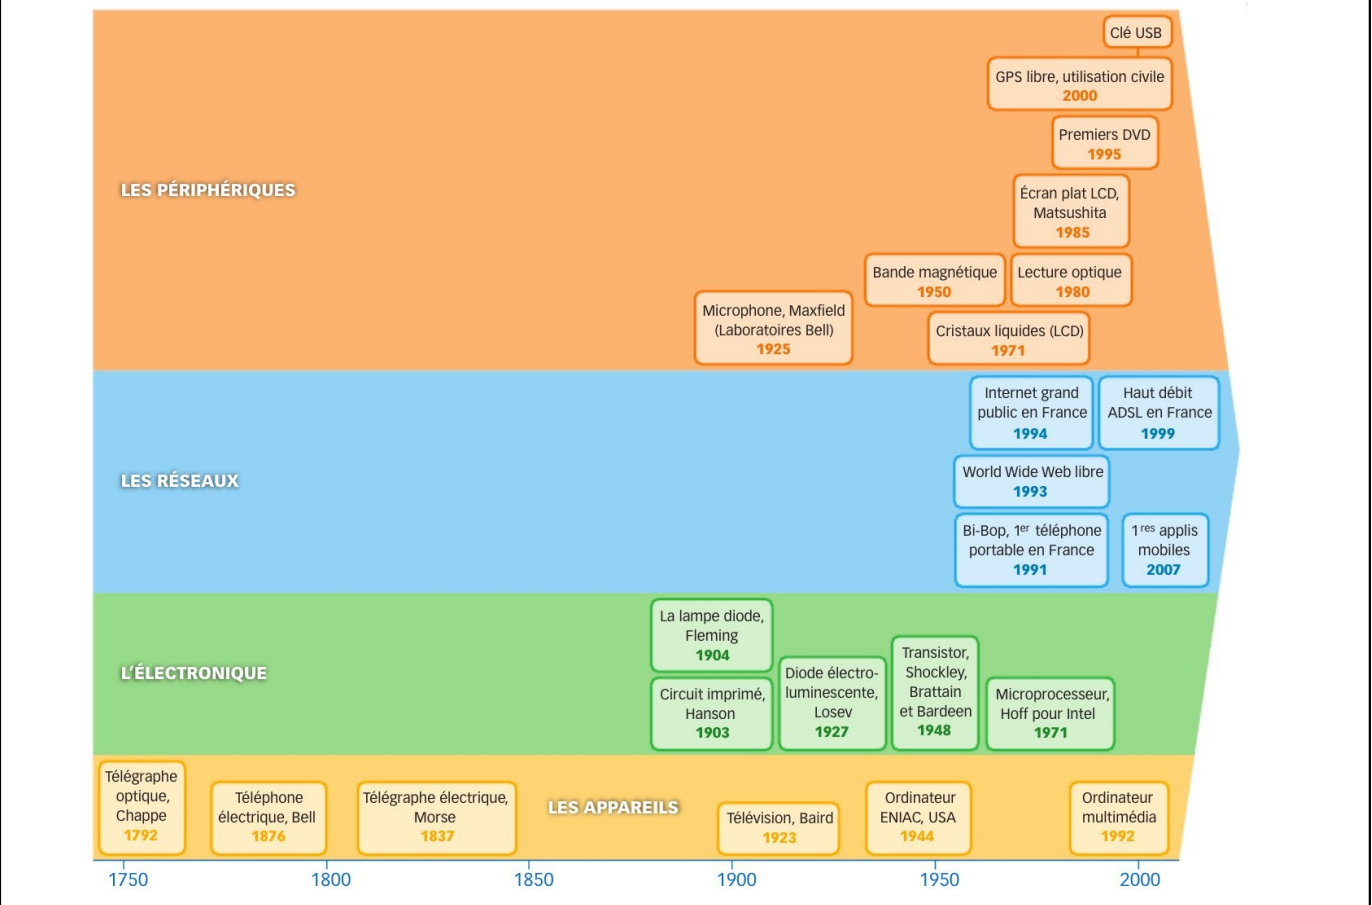 Clé USB
GPS libre, utilisation civile
2000
Premiers DVD
1995
LES PÉRIPHÉRIQUES
Écran plat LCD,
Matsushita
1985
Bande magnétique
1950
Lecture optique
1980
Microphone, Maxfield
(Laboratoires Bell)
1925
Cristaux liquides (LCD)
1971
Internet grand
public en France
1994
Haut débit
ADSL en France
1999
LES RÉSEAUX
World Wide Web libre
1993
Bi-Bop, 1er téléphone
portable en France
1991
1res applis
mobiles
2007
L'ÉLECTRONIQUE
La lampe diode,
Fleming
1904
Circuit imprimé,
Hanson
1903
Diode électro-
luminescente,
Losev
1927
Transistor,
Shockley,
Brattain
et Bardeen
1948
Microprocesseur,
Hoff pour Intel
1971
Télégraphe
optique,
Chappe
1792
Téléphone
électrique, Bell
1876
Télégraphe électrique,
Morse
1837
LES APPAREILS
Télévision, Baird
1923
Ordinateur
ENIAC, USA
1944
Ordinateur
multimédia
1992
1750
1800
1850
1900
1950
2000